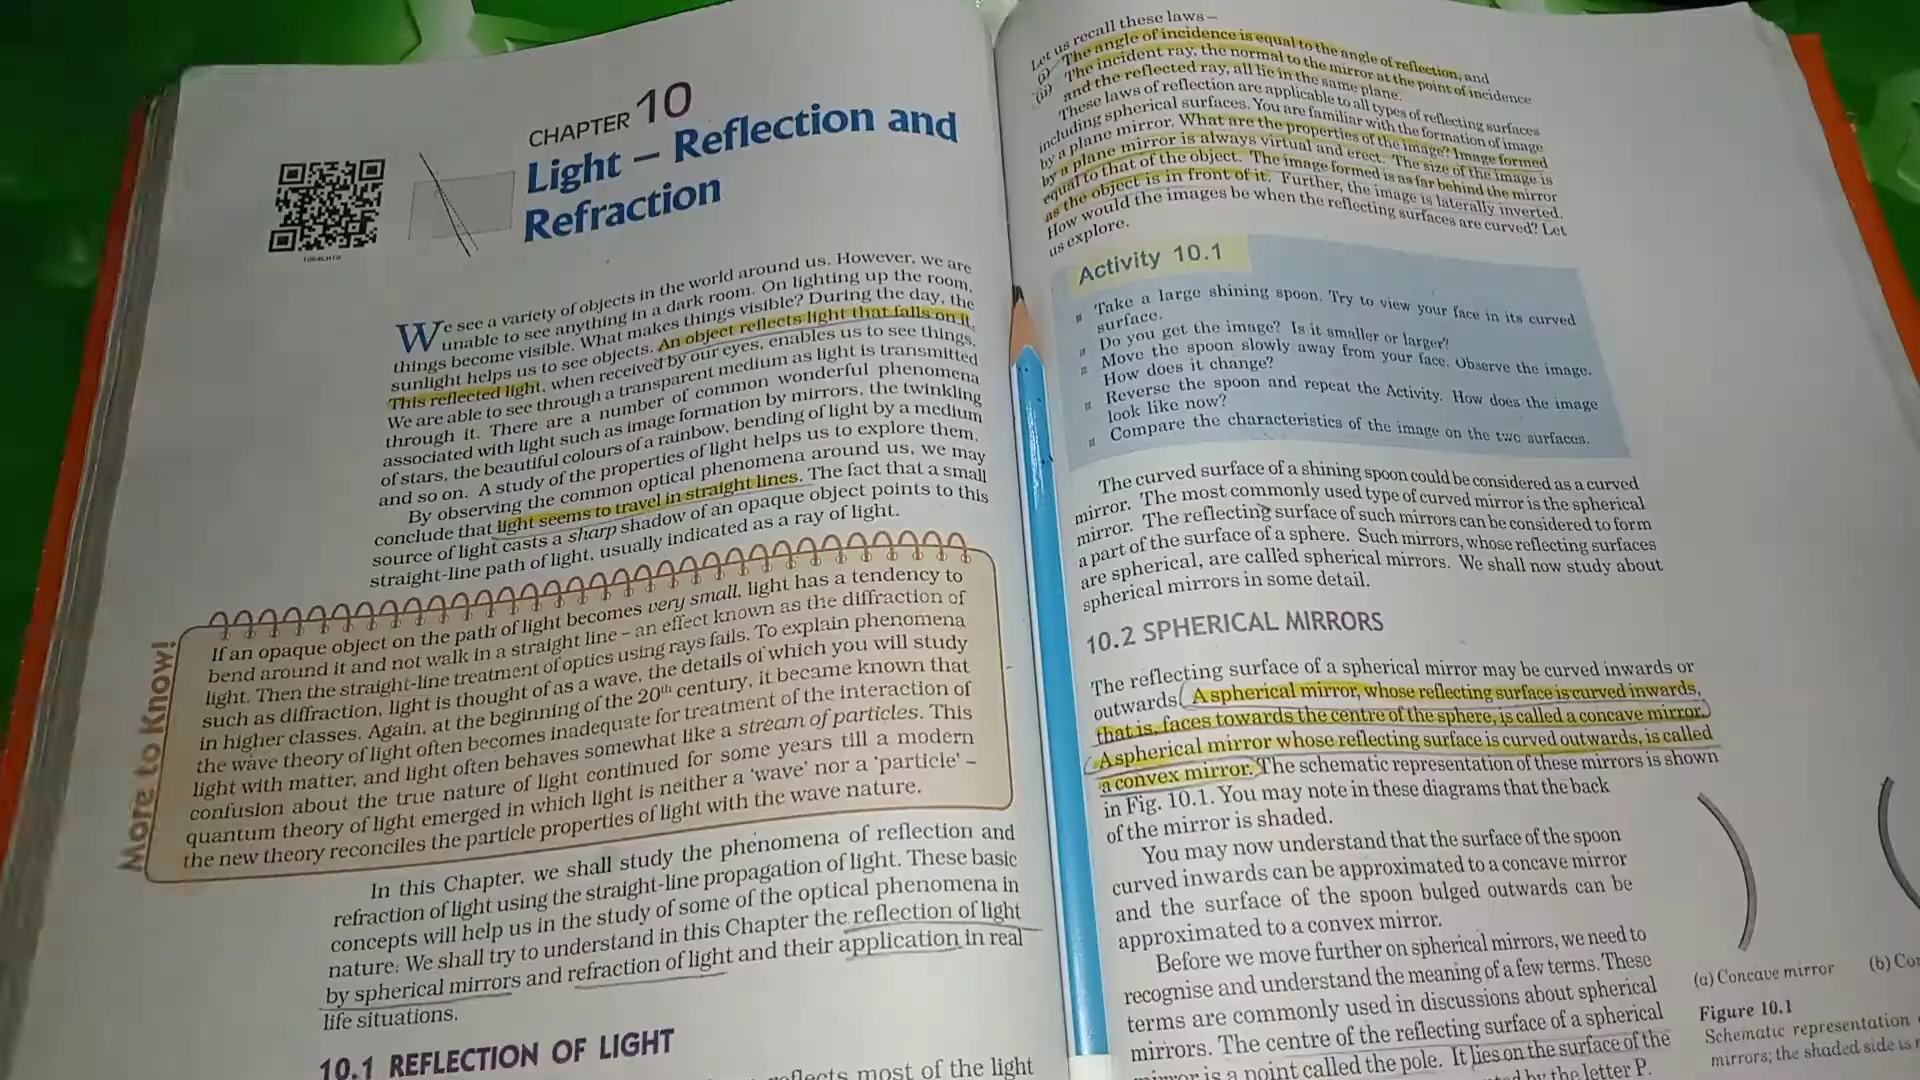 CHAPTER 10
Light – Reflection and
Refraction
We see a variety of objects in the world around us. However, we are
unable to see anything in a dark room. On lighting up the room,
things become visible. What makes things visible? During the day, the
sunlight helps us to see objects. An object reflects light that falls on it.
This reflected light, when received by our eyes, enables us to see things.
We are able to see through a transparent medium as light is transmitted
through it. There are a number of common wonderful phenomena
associated with light such as image formation by mirrors, the twinkling
of stars, the beautiful colours of a rainbow, bending of light by a medium
and so on. A study of the properties of light helps us to explore them.
By observing the common optical phenomena around us, we may
conclude that light seems to travel in straight lines. The fact that a small
source of light casts a sharp shadow of an opaque object points to this
straight-line path of light, usually indicated as a ray of light.
More to Know!
If an opaque object on the path of light becomes very small, light has a tendency to
bend around it and not walk in a straight line – an effect known as the diffraction of
light. Then the straight-line treatment of optics using rays fails. To explain phenomena
such as diffraction, light is thought of as a wave, the details of which you will study
in higher classes. Again, at the beginning of the 20th century, it became known that
the wave theory of light often becomes inadequate for treatment of the interaction of
light with matter, and light often behaves somewhat like a stream of particles. This
confusion about the true nature of light continued for some years till a modern
quantum theory of light emerged in which light is neither a ‘wave’ nor a ‘particle’ –
the new theory reconciles the particle properties of light with the wave nature.
In this Chapter, we shall study the phenomena of reflection and
refraction of light using the straight-line propagation of light. These basic
concepts will help us in the study of some of the optical phenomena in
nature. We shall try to understand in this Chapter the reflection of light
by spherical mirrors and refraction of light and their application in real
life situations.
10.1 REFLECTION OF LIGHT
reflects most of the light
Let us recall these laws –
(i) The angle of incidence is equal to the angle of reflection, and
(ii) The incident ray, the normal to the mirror at the point of incidence
and the reflected ray, all lie in the same plane.
These laws of reflection are applicable to all types of reflecting surfaces
including spherical surfaces. You are familiar with the formation of image
by a plane mirror. What are the properties of the image? Image formed
by a plane mirror is always virtual and erect. The size of the image is
equal to that of the object. The image formed is as far behind the mirror
as the object is in front of it. Further, the image is laterally inverted.
How would the images be when the reflecting surfaces are curved? Let
us explore.
Activity 10.1
Take a large shining spoon. Try to view your face in its curved
surface.
Do you get the image? Is it smaller or larger?
Move the spoon slowly away from your face. Observe the image.
How does it change?
Reverse the spoon and repeat the Activity. How does the image
look like now?
Compare the characteristics of the image on the two surfaces.
The curved surface of a shining spoon could be considered as a curved
mirror. The most commonly used type of curved mirror is the spherical
mirror. The reflecting surface of such mirrors can be considered to form
a part of the surface of a sphere. Such mirrors, whose reflecting surfaces
are spherical, are called spherical mirrors. We shall now study about
spherical mirrors in some detail.
10.2 SPHERICAL MIRRORS
The reflecting surface of a spherical mirror may be curved inwards or
outwards. A spherical mirror, whose reflecting surface is curved inwards,
that is, faces towards the centre of the sphere, is called a concave mirror.
A spherical mirror whose reflecting surface is curved outwards, is called
a convex mirror. The schematic representation of these mirrors is shown
in Fig. 10.1. You may note in these diagrams that the back
of the mirror is shaded.
You may now understand that the surface of the spoon
curved inwards can be approximated to a concave mirror
and the surface of the spoon bulged outwards can be
approximated to a convex mirror.
Before we move further on spherical mirrors, we need to
recognise and understand the meaning of a few terms. These
terms are commonly used in discussions about spherical
mirrors. The centre of the reflecting surface of a spherical
mirror is a point called the pole. It lies on the surface of the
by the letter P.
(a) Concave mirror
(b)
Figure 10.1
Schematic representation
mirrors; the shaded side is